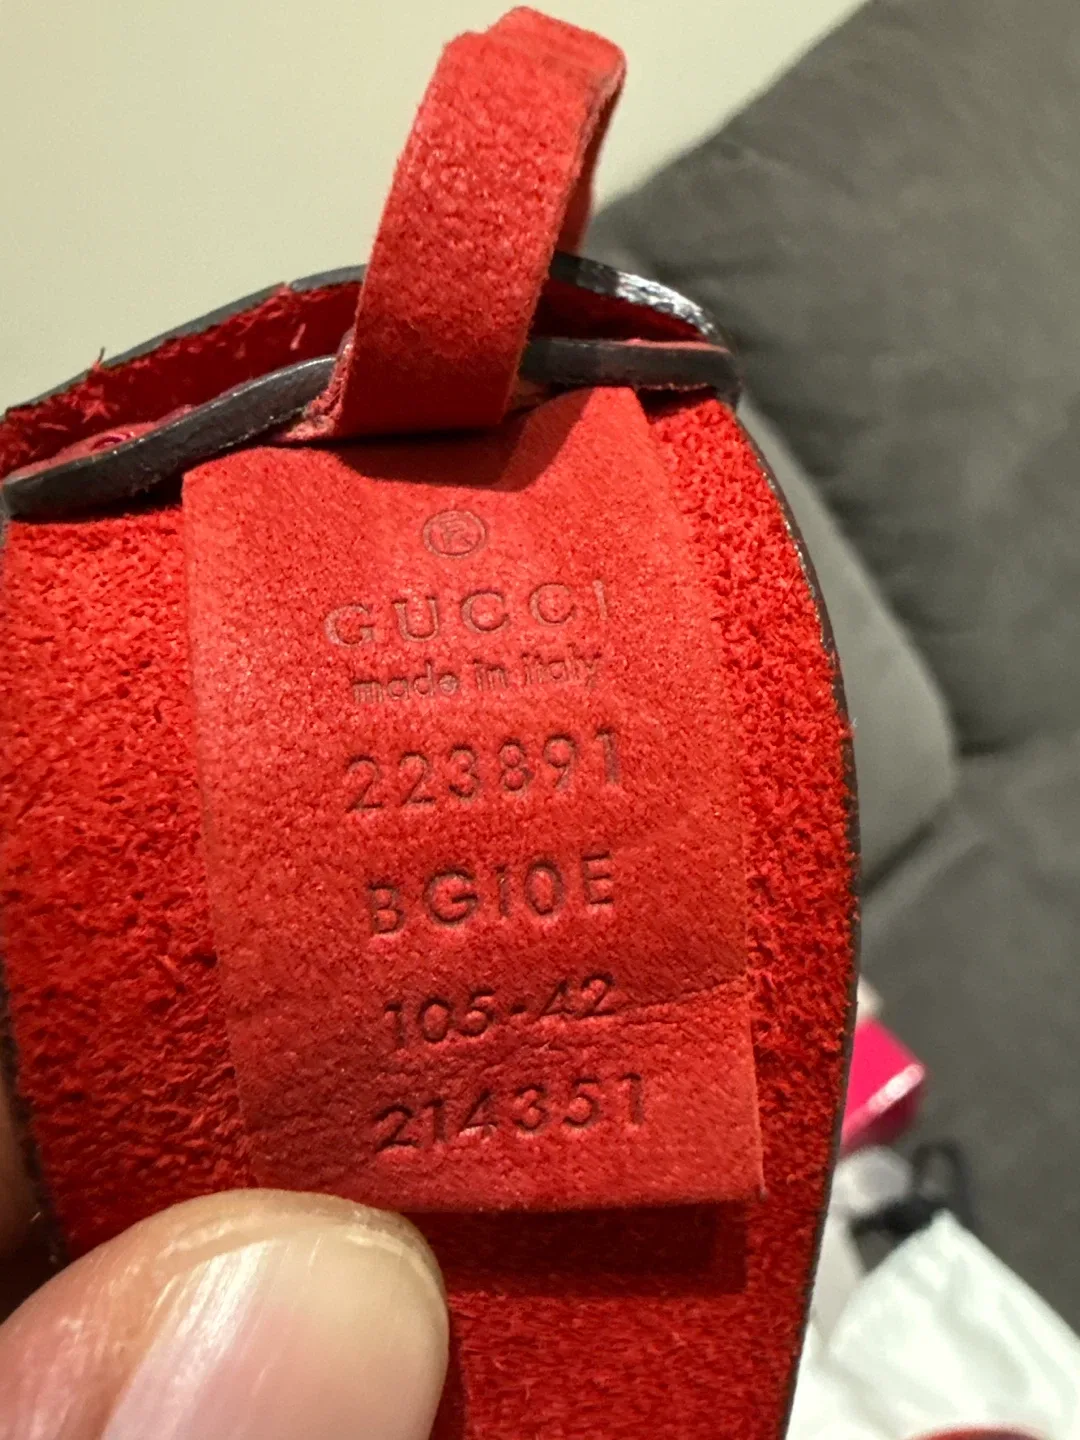 ®
GUCCI
made in italy
223891
BG10E
105-42
214351